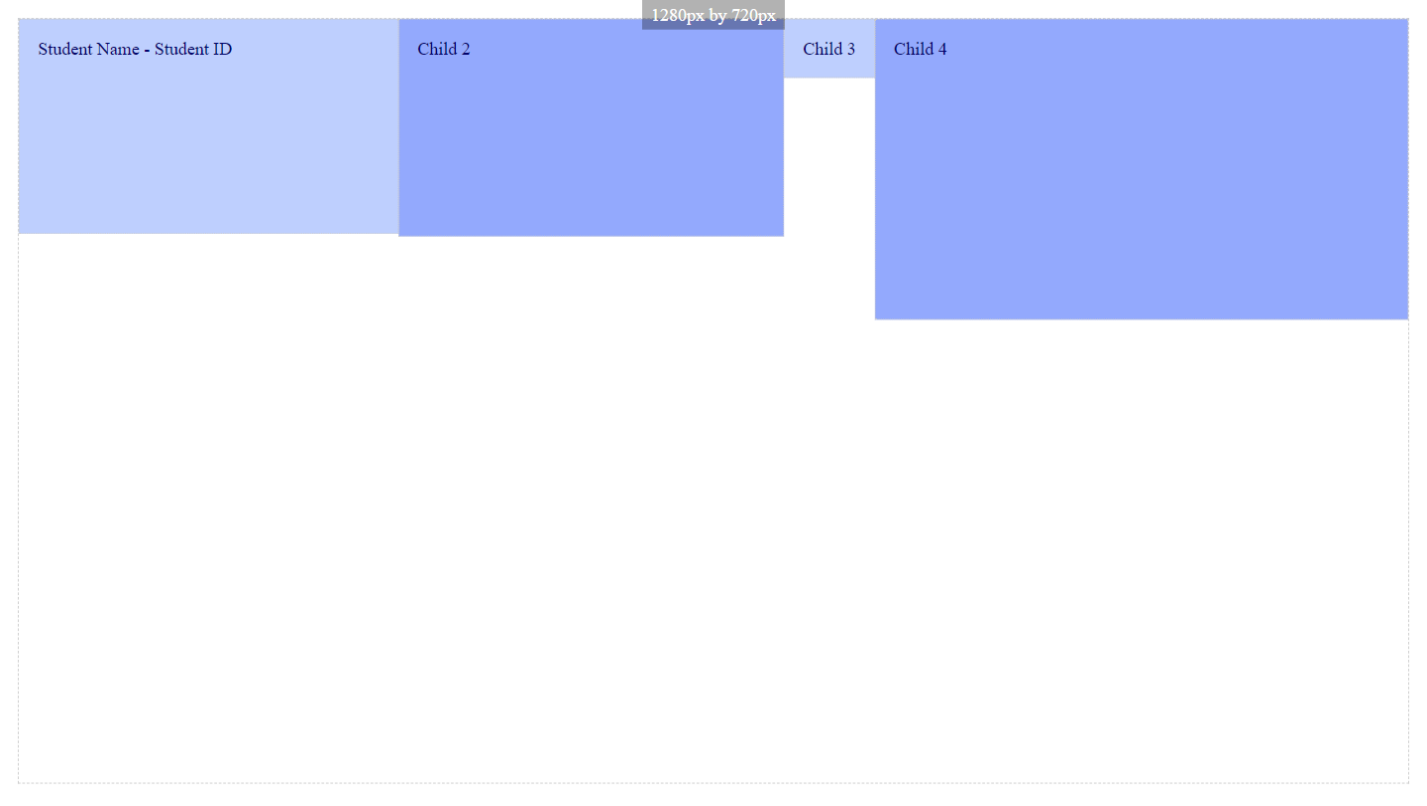 1280px by 720px
Student Name - Student ID
Child 2
Child 3
Child 4